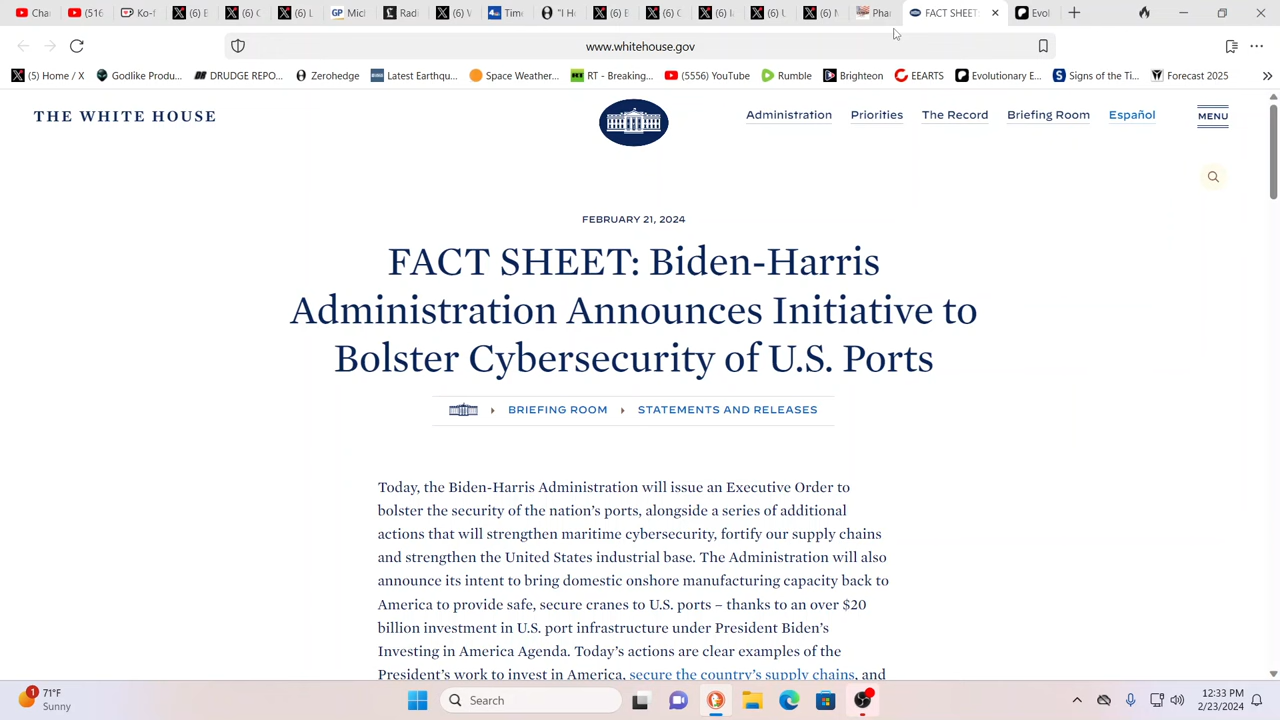 Cha
(516
Ko-f
(6) E
(6) C
(6) L
GP Mich
Rad
(6) V
Time
"I H
(6) E
(6) C
(6) I
(6) U
(6) N
Phar
FACT SHEET:
Evol
www.whitehouse.gov
(5) Home / X
Godlike Produ...
DRUDGE REPO...
Zerohedge
Latest Earthqu...
Space Weather...
RT - Breaking...
(5556) YouTube
Rumble
Brighteon
EEARTS
Evolutionary E...
Signs of the Ti...
Forecast 2025
THE WHITE HOUSE
Administration
Priorities
The Record
Briefing Room
Español
MENU
FEBRUARY 21, 2024
FACT SHEET: Biden-Harris
Administration Announces Initiative to
Bolster Cybersecurity of U.S. Ports
BRIEFING ROOM
STATEMENTS AND RELEASES
Today, the Biden-Harris Administration will issue an Executive Order to
bolster the security of the nation's ports, alongside a series of additional
actions that will strengthen maritime cybersecurity, fortify our supply chains
and strengthen the United States industrial base. The Administration will also
announce its intent to bring domestic onshore manufacturing capacity back to
America to provide safe, secure cranes to U.S. ports – thanks to an over $20
billion investment in U.S. port infrastructure under President Biden's
Investing in America Agenda. Today's actions are clear examples of the
President's work to invest in America, secure the country's supply chains, and
1
71°F
Sunny
Search
12:33 PM
2/23/2024